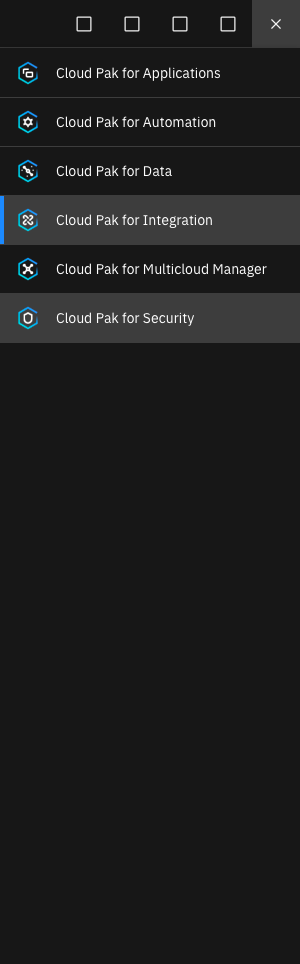 Cloud Pak for Applications
Cloud Pak for Automation
Cloud Pak for Data
Cloud Pak for Integration
Cloud Pak for Multicloud Manager
Cloud Pak for Security